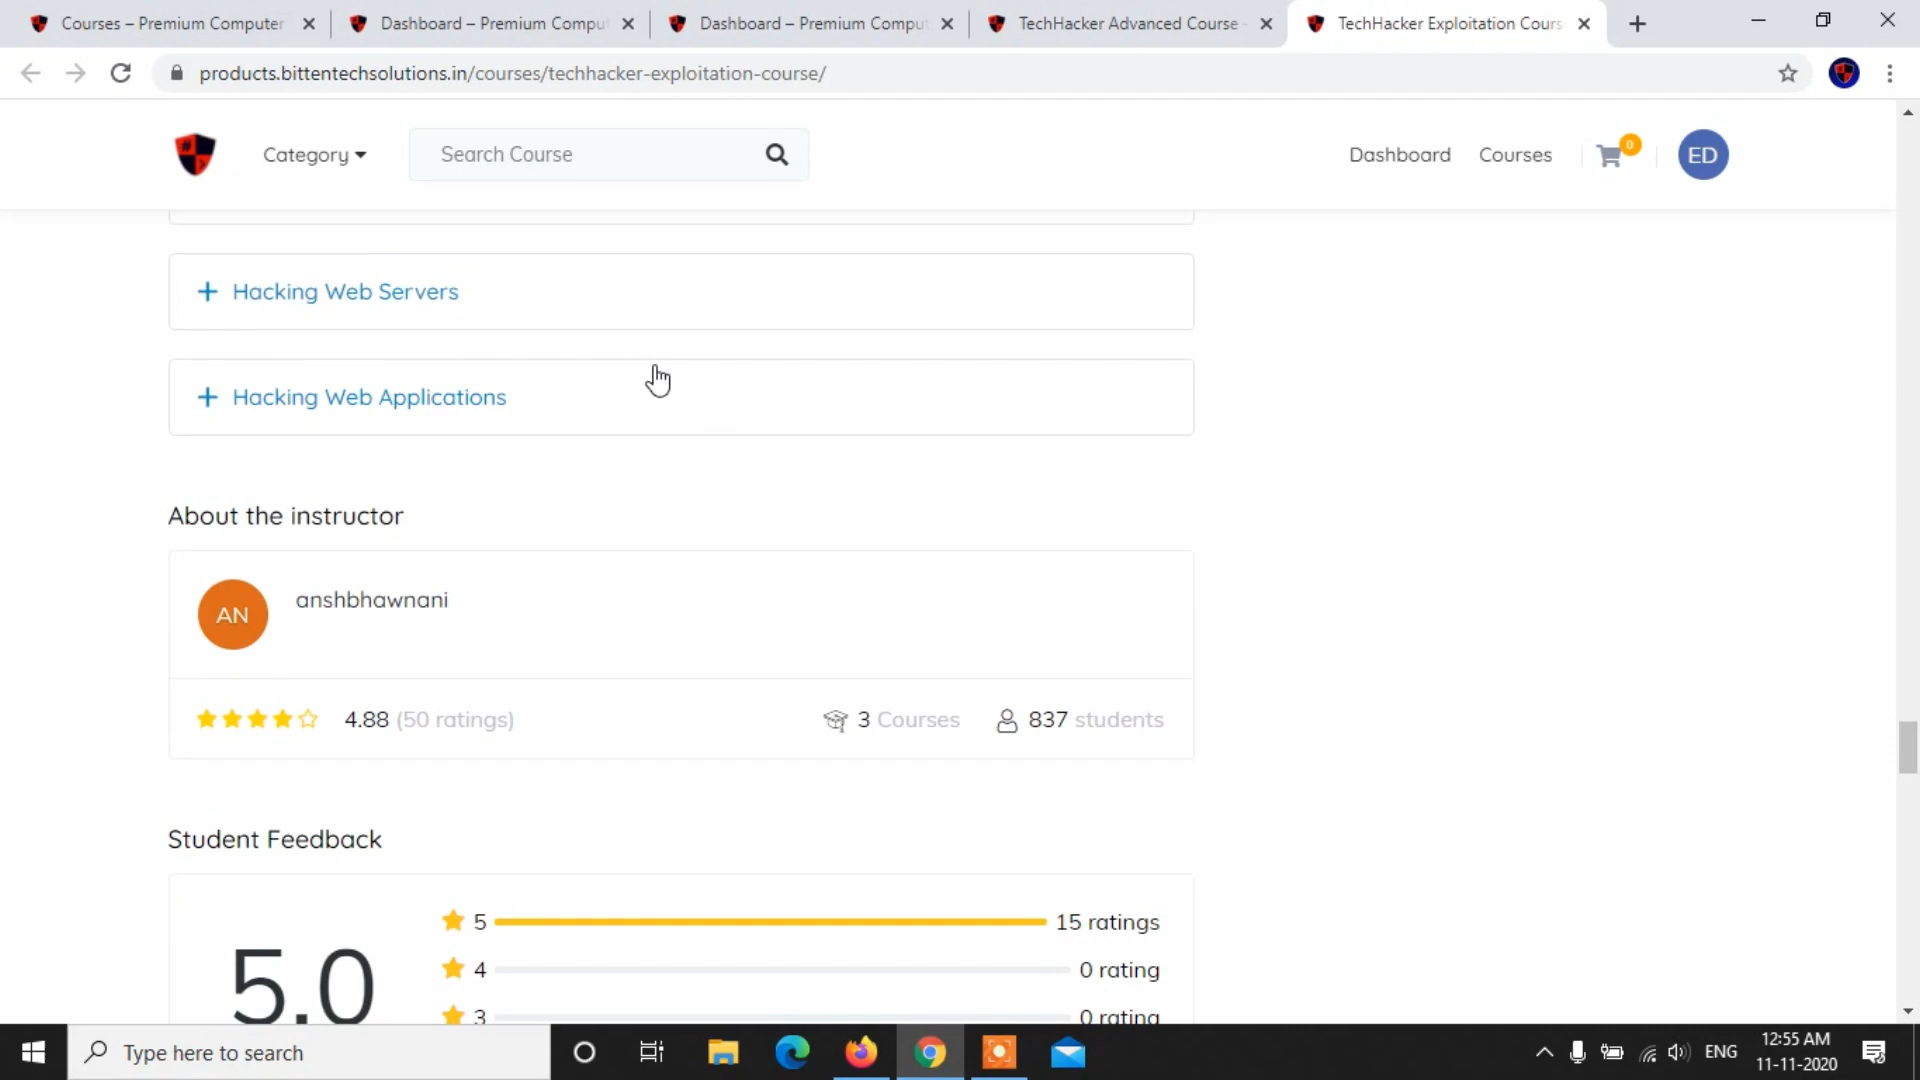 Courses – Premium Computer
Dashboard – Premium Comput
Dashboard – Premium Comput
TechHacker Advanced Course -
TechHacker Exploitation Cours
products.bittentechsolutions.in/courses/techhacker-exploitation-course/
Category
Search Course
Dashboard
Courses
0
ED
+ Hacking Web Servers
+ Hacking Web Applications
About the instructor
AN
anshbhawnani
4.88 (50 ratings)
3 Courses
837 students
Student Feedback
5.0
5
15 ratings
4
0 rating
3
0 rating
Type here to search
ENG
12:55 AM
11-11-2020